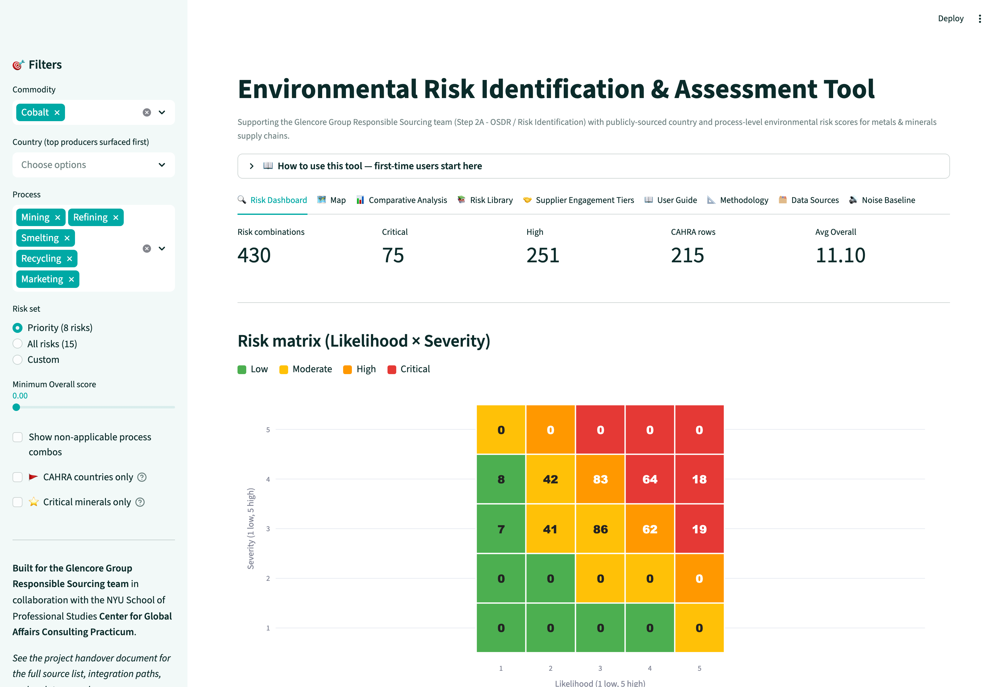 Deploy
Filters
Commodity
Cobalt
Country (top producers surfaced first)
Choose options
Process
Mining
Refining
Smelting
Recycling
Marketing
Risk set
Priority (8 risks)
All risks (15)
Custom
Minimum Overall score
0.00
Show non-applicable process
combos
CAHRA countries only
Critical minerals only
Built for the Glencore Group
Responsible Sourcing team in
collaboration with the NYU School of
Professional Studies Center for Global
Affairs Consulting Practicum.
See the project handover document for
the full source list, integration paths,
Environmental Risk Identification & Assessment Tool
Supporting the Glencore Group Responsible Sourcing team (Step 2A - OSDR / Risk Identification) with publicly-sourced country and process-level environmental risk scores for metals & minerals
supply chains.
How to use this tool — first-time users start here
Risk Dashboard Map Comparative Analysis Risk Library Supplier Engagement Tiers User Guide Methodology Data Sources Noise Baseline
Risk combinations Critical High CAHRA rows Avg Overall
430 75 251 215 11.10
Risk matrix (Likelihood × Severity)
Low Moderate High Critical
Severity (1 low, 5 high)
5 0 0 0 0 0
4 8 42 83 64 18
3 7 41 86 62 19
2 0 0 0 0 0
1 0 0 0 0 0
1 2 3 4 5
Likelihood (1 low, 5 high)